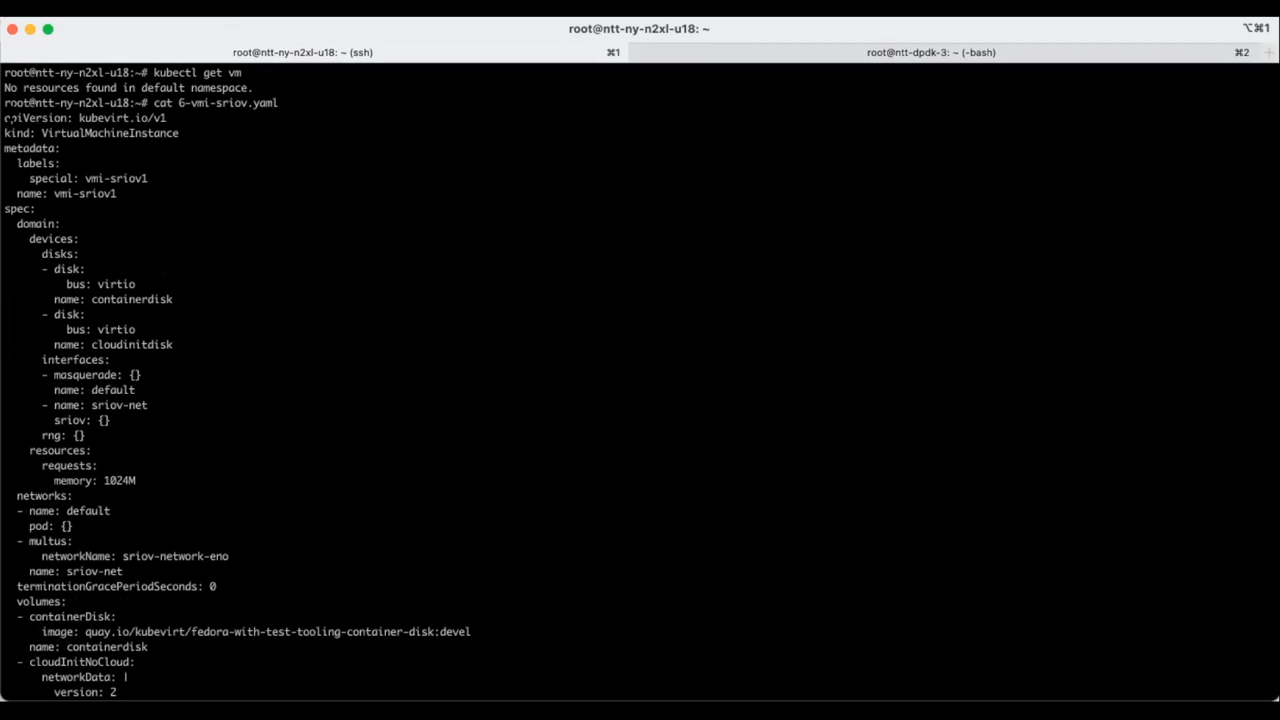 root@ntt-ny-n2xl-u18: ~
⌥⌘1
root@ntt-ny-n2xl-u18: ~ (ssh)
⌘1
root@ntt-dpdk-3: ~ (-bash)
⌘2
root@ntt-ny-n2xl-u18:~# kubectl get vm
No resources found in default namespace.
root@ntt-ny-n2xl-u18:~# cat 6-vmi-sriov.yaml
apiVersion: kubevirt.io/v1
kind: VirtualMachineInstance
metadata:
  labels:
    special: vmi-sriov1
  name: vmi-sriov1
spec:
  domain:
    devices:
      disks:
      - disk:
          bus: virtio
        name: containerdisk
      - disk:
          bus: virtio
        name: cloudinitdisk
      interfaces:
      - masquerade: {}
        name: default
      - name: sriov-net
        sriov: {}
      rng: {}
    resources:
      requests:
        memory: 1024M
  networks:
  - name: default
    pod: {}
  - multus:
      networkName: sriov-network-eno
    name: sriov-net
  terminationGracePeriodSeconds: 0
  volumes:
  - containerDisk:
      image: quay.io/kubevirt/fedora-with-test-tooling-container-disk:devel
    name: containerdisk
  - cloudInitNoCloud:
      networkData: |
        version: 2